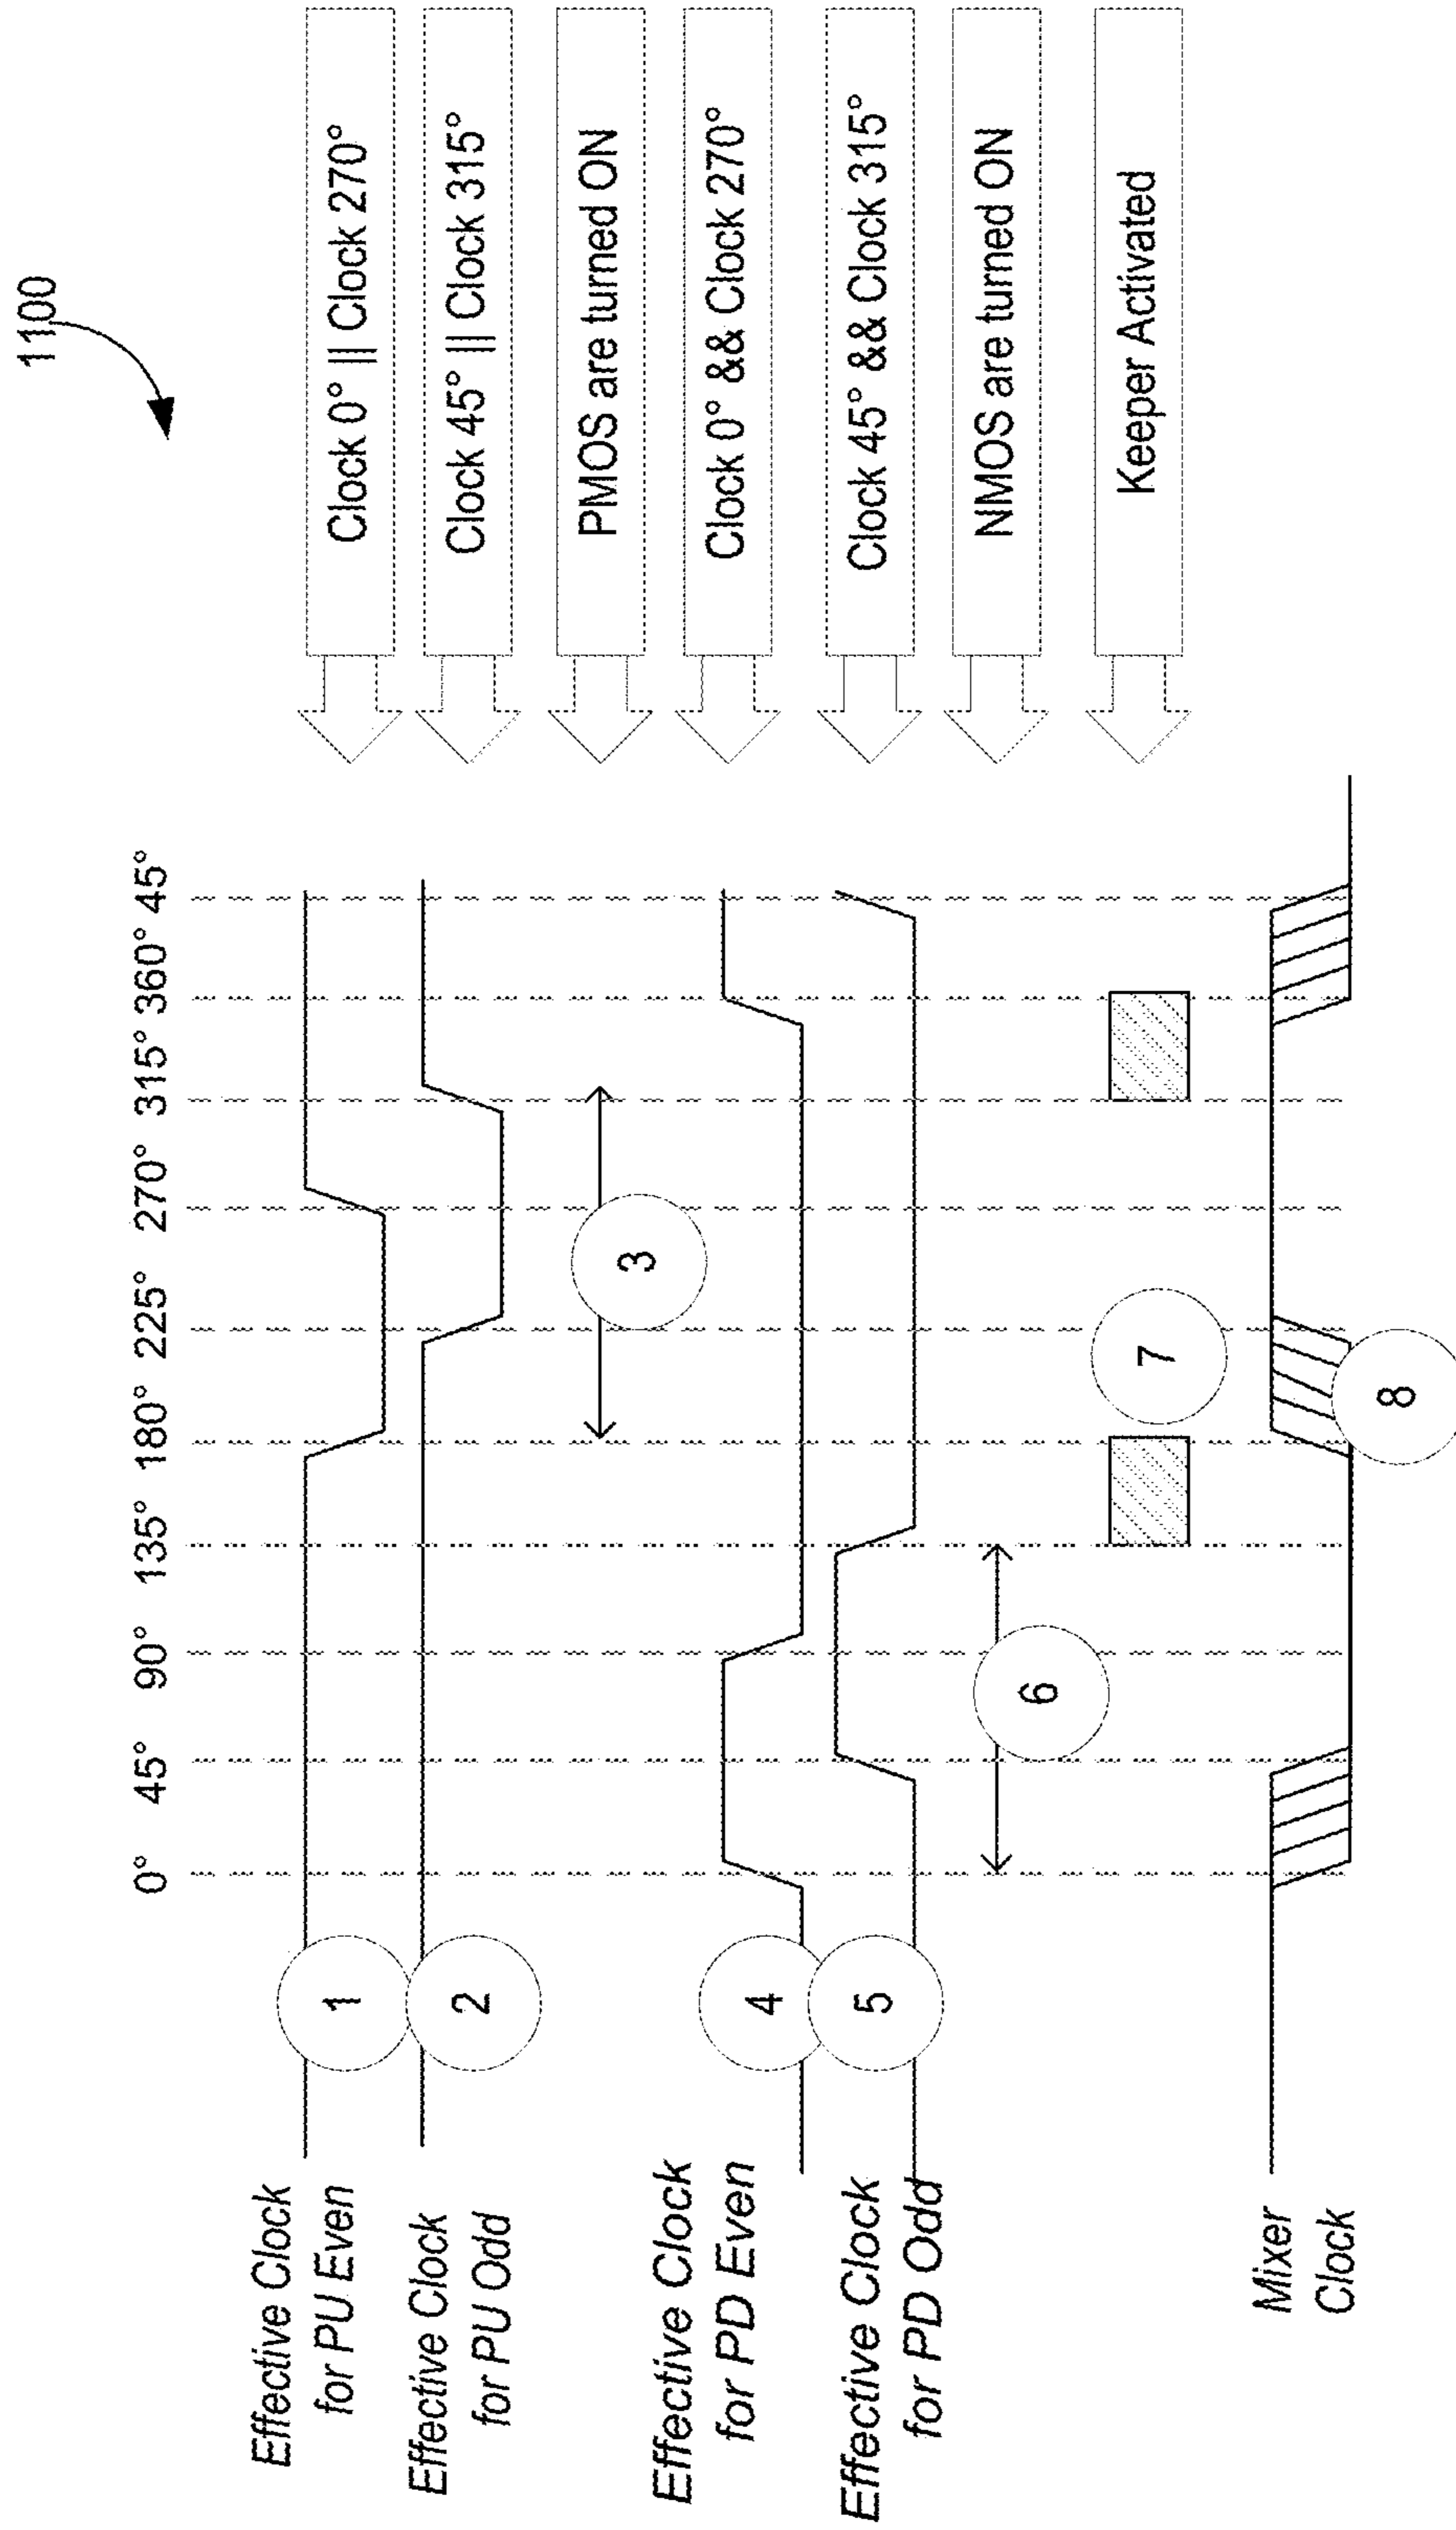 1100
0° 45° 90° 135° 180° 225° 270° 315° 360° 45°
Effective Clock
for PU Even
1
Clock 0° || Clock 270°
Effective Clock
for PU Odd
2
Clock 45° || Clock 315°
3
PMOS are turned ON
Effective Clock
for PD Even
4
Clock 0° && Clock 270°
Effective Clock
for PD Odd
5
Clock 45° && Clock 315°
6
NMOS are turned ON
7
Keeper Activated
Mixer
Clock
8